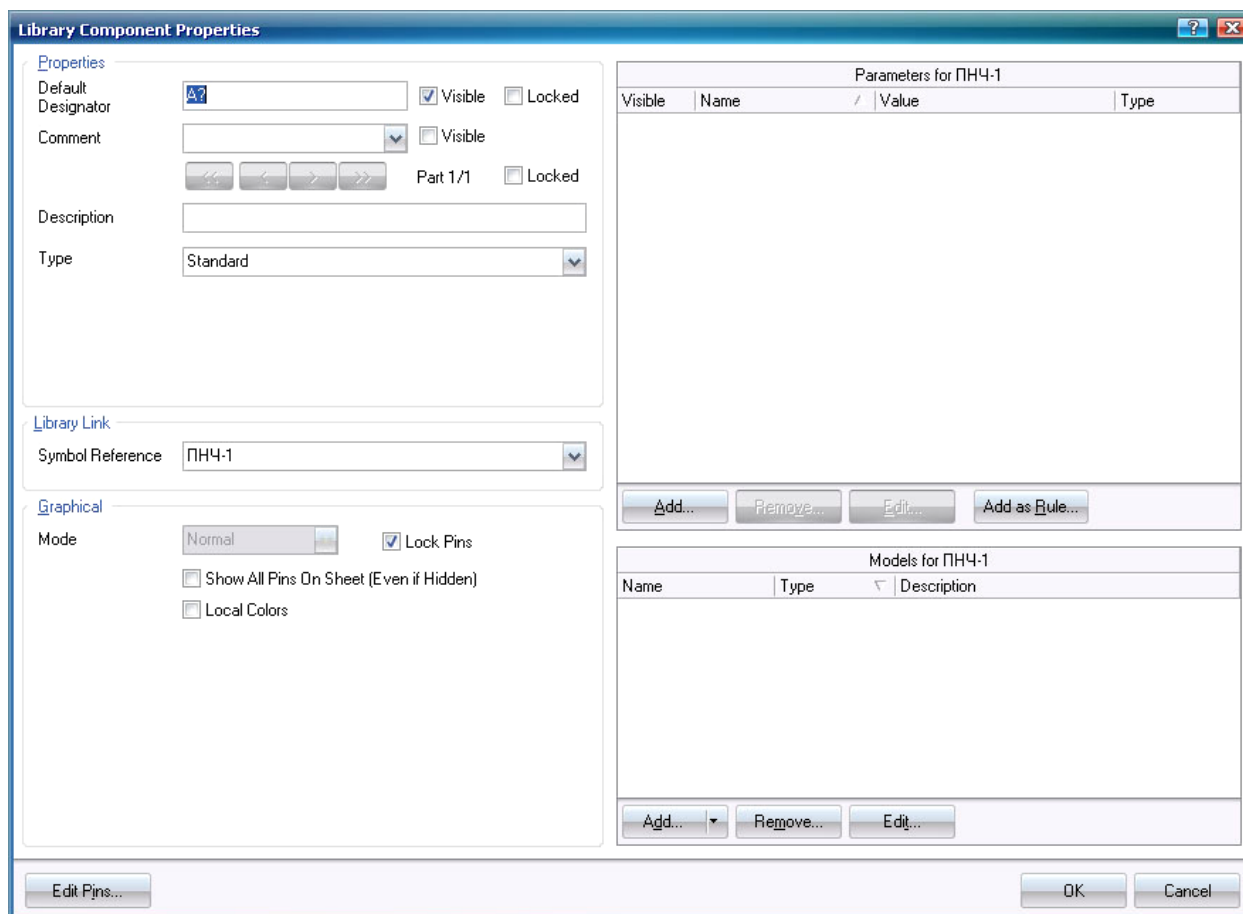 Library Component Properties
Properties
Default Designator
A?
Visible
Locked
Comment
Visible
<<
<
>
>>
Part 1/1
Locked
Description
Type
Standard
Library Link
Symbol Reference
ПНЧ-1
Graphical
Mode
Normal
Lock Pins
Show All Pins On Sheet (Even if Hidden)
Local Colors
Parameters for ПНЧ-1
Visible Name / Value Type
Add... Remove... Edit... Add as Rule...
Models for ПНЧ-1
Name Type Description
Add... Remove... Edit...
Edit Pins...
OK Cancel